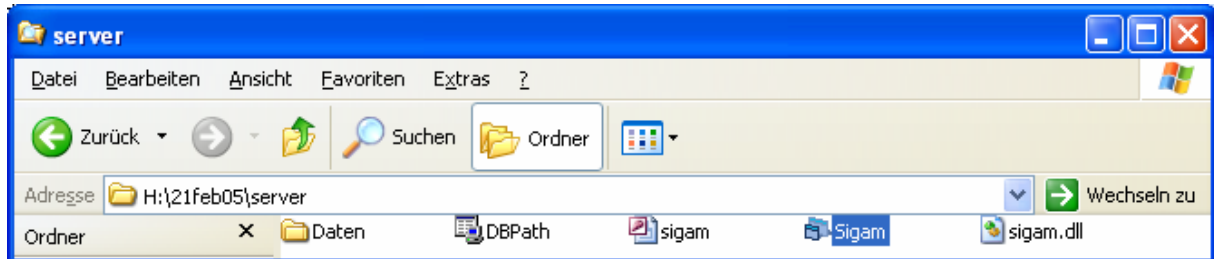 server
Datei Bearbeiten Ansicht Favoriten Extras ?
Zurück Suchen Ordner
Adresse H:\21feb05\server Wechseln zu
Ordner x Daten DBPath sigam Sigam sigam.dll